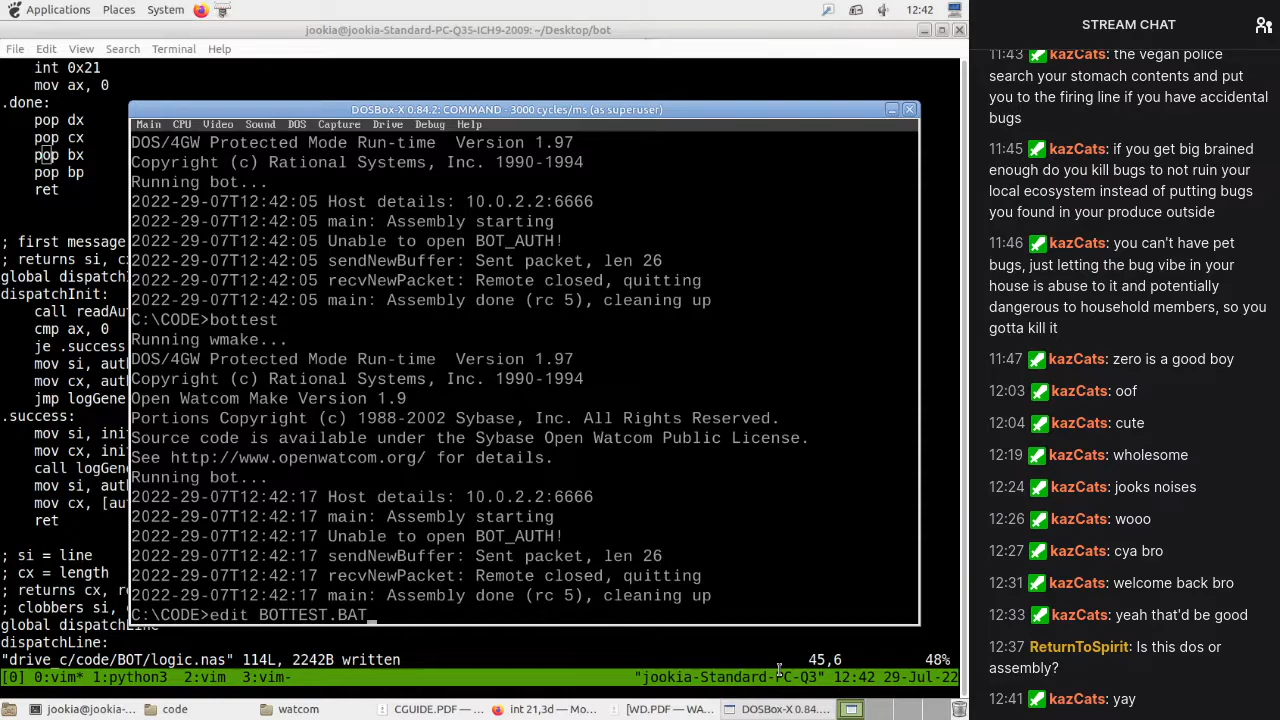 Applications Places System 12:42
jookia@jookia-Standard-PC-Q35-ICH9-2009: ~/Desktop/bot
File Edit View Search Terminal Help
int 0x21
mov ax, 0
.done:
pop dx
pop cx
pop bx
pop bp
ret
; first message
; returns si, c
global dispatch
dispatchInit:
call readAu
cmp ax, 0
je .success
mov si, aut
mov cx, aut
jmp logGene
.success:
mov si, ini
mov cx, ini
call logGe
mov si, aut
mov cx, [au
ret
; si = line
; cx = length
; returns cx, r
; clobbers si,
global dispatchLine
dispatchLine:
"drive_c/code/BOT/logic.nas" 114L, 2242B written 45,6 48%
[0] 0:vim* 1:python3 2:vim 3:vim- "jookia-Standard-PC-Q3" 12:42 29-Jul-22
DOSBox-X 0.84.2: COMMAND - 3000 cycles/ms (as superuser)
Main CPU Video Sound DOS Capture Drive Debug Help
DOS/4GW Protected Mode Run-time Version 1.97
Copyright (c) Rational Systems, Inc. 1990-1994
Running bot...
2022-29-07T12:42:05 Host details: 10.0.2.2:6666
2022-29-07T12:42:05 main: Assembly starting
2022-29-07T12:42:05 Unable to open BOT_AUTH!
2022-29-07T12:42:05 sendNewBuffer: Sent packet, len 26
2022-29-07T12:42:05 recvNewPacket: Remote closed, quitting
2022-29-07T12:42:05 main: Assembly done (rc 5), cleaning up
C:\CODE>bottest
Running wmake...
DOS/4GW Protected Mode Run-time Version 1.97
Copyright (c) Rational Systems, Inc. 1990-1994
Open Watcom Make Version 1.9
Portions Copyright (c) 1988-2002 Sybase, Inc. All Rights Reserved.
Source code is available under the Sybase Open Watcom Public License.
See http://www.openwatcom.org/ for details.
Running bot...
2022-29-07T12:42:17 Host details: 10.0.2.2:6666
2022-29-07T12:42:17 main: Assembly starting
2022-29-07T12:42:17 Unable to open BOT_AUTH!
2022-29-07T12:42:17 sendNewBuffer: Sent packet, len 26
2022-29-07T12:42:17 recvNewPacket: Remote closed, quitting
2022-29-07T12:42:17 main: Assembly done (rc 5), cleaning up
C:\CODE>edit BOTTEST.BAT_
jookia@jookia-... code watcom CGUIDE.PDF —... int 21,3d — Mo... [WD.PDF — WA... DOSBox-X 0.84....
STREAM CHAT
11:43 kazCats: the vegan police
search your stomach contents and put
you to the firing line if you have accidental
bugs
11:45 kazCats: if you get big brained
enough do you kill bugs to not ruin your
local ecosystem instead of putting bugs
you found in your produce outside
11:46 kazCats: you can't have pet
bugs, just letting the bug vibe in your
house is abuse to it and potentially
dangerous to household members, so you
gotta kill it
11:47 kazCats: zero is a good boy
12:03 kazCats: oof
12:04 kazCats: cute
12:19 kazCats: wholesome
12:24 kazCats: jooks noises
12:26 kazCats: wooo
12:27 kazCats: cya bro
12:31 kazCats: welcome back bro
12:33 kazCats: yeah that'd be good
12:37 ReturnToSpirit: Is this dos or
assembly?
12:41 kazCats: yay